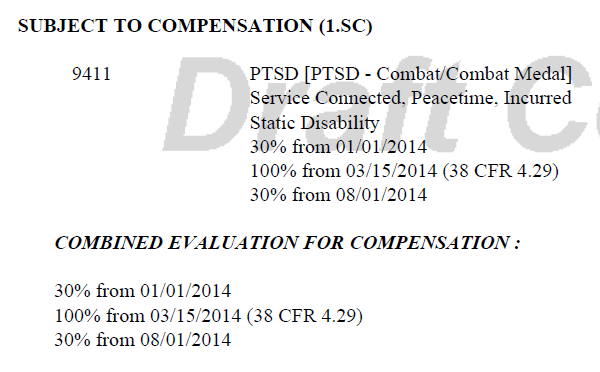 SUBJECT TO COMPENSATION (1.SC)
9411 PTSD [PTSD - Combat/Combat Medal]
Service Connected, Peacetime, Incurred
Static Disability
30% from 01/01/2014
100% from 03/15/2014 (38 CFR 4.29)
30% from 08/01/2014
COMBINED EVALUATION FOR COMPENSATION :
30% from 01/01/2014
100% from 03/15/2014 (38 CFR 4.29)
30% from 08/01/2014
Draft C